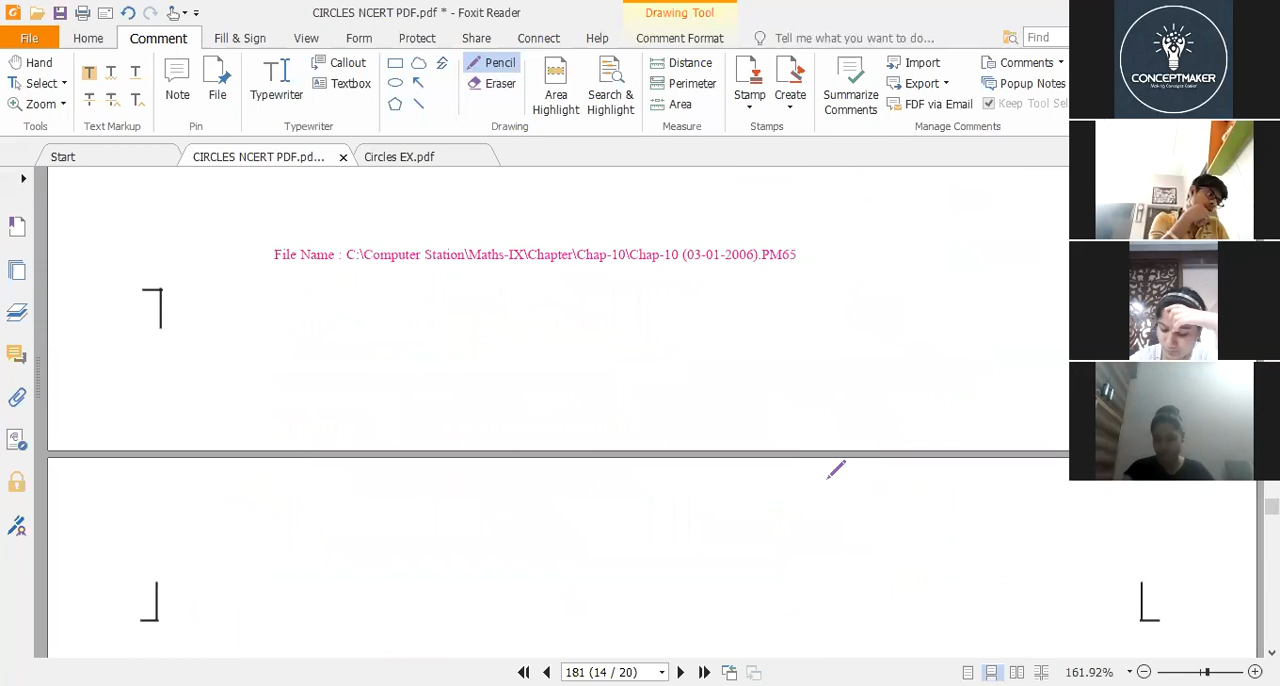 CIRCLES NCERT PDF.pdf * - Foxit Reader
Drawing Tool
File Home Comment Fill & Sign View Form Protect Share Connect Help Comment Format Tell me what you want to do... Find
Hand
Select
Zoom
Tools
Text Markup
Note
File
Pin
Typewriter
Callout
Textbox
Typewriter
Pencil
Eraser
Area Highlight
Search & Highlight
Drawing
Distance
Perimeter
Area
Measure
Stamp
Create
Stamps
Summarize Comments
Import
Export
FDF via Email
Comments
Popup Notes
Keep Tool Sel
Manage Comments
Start
CIRCLES NCERT PDF.pd...
Circles EX.pdf
File Name : C:\Computer Station\Maths-IX\Chapter\Chap-10\Chap-10 (03-01-2006).PM65
CONCEPTMAKER
Making Concepts Easier
181 (14 / 20)
161.92%